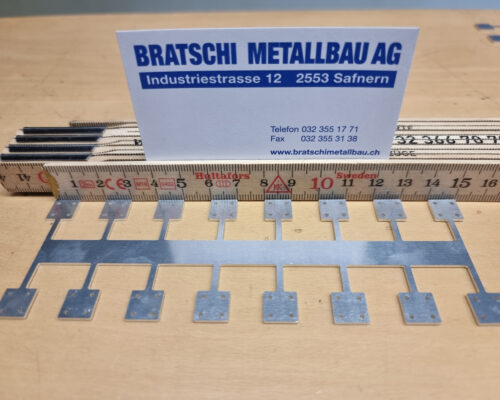 BRATSCHI METALLBAU AG
Industriestrasse 12 2553 Safnern
Telefon 032 355 17 71
Fax 032 355 31 38
www.bratschimetallbau.ch
Hultafors Sweden
1 2 3 4 5 6 7 8 9 10 11 12 13 14 15 16